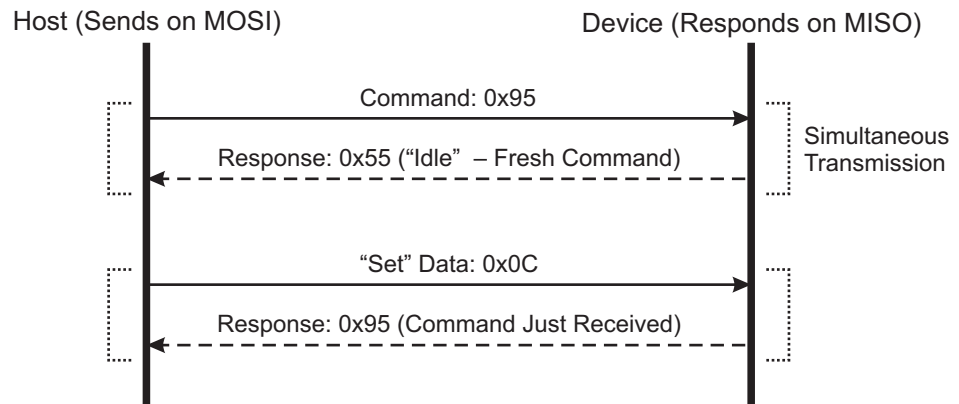 Host (Sends on MOSI)
Device (Responds on MISO)
Command: 0x95
Response: 0x55 (“Idle” – Fresh Command)
Simultaneous
Transmission
“Set” Data: 0x0C
Response: 0x95 (Command Just Received)